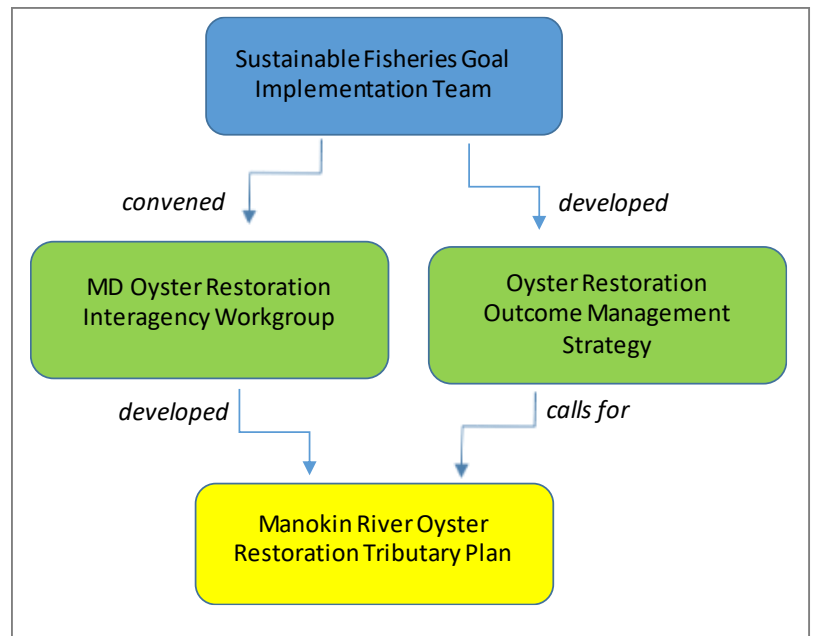 Sustainable Fisheries Goal
Implementation Team
convened
developed
MD Oyster Restoration
Interagency Workgroup
Oyster Restoration
Outcome Management
Strategy
developed
calls for
Manokin River Oyster
Restoration Tributary Plan